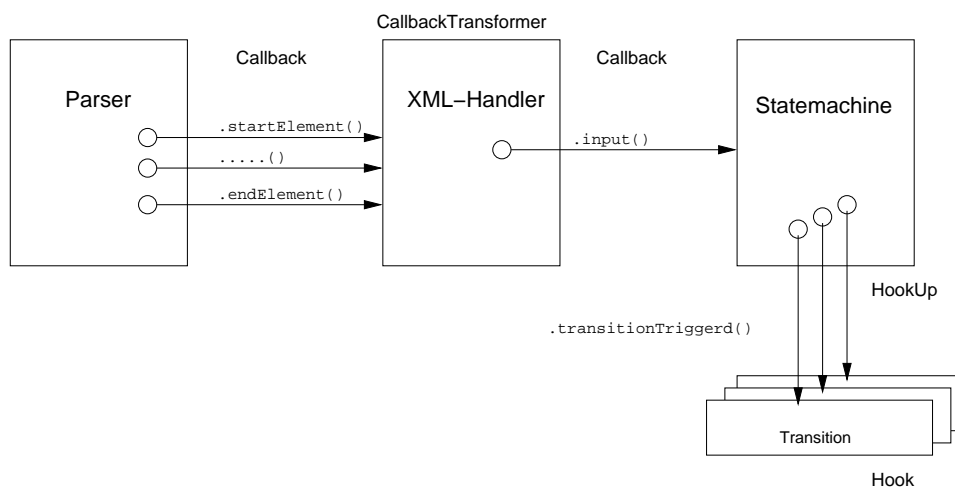 CallbackTransformer
Callback
Callback
Parser
XML–Handler
Statemachine
.startElement()
.....()
.endElement()
.input()
HookUp
.transitionTriggerd()
Transition
Hook